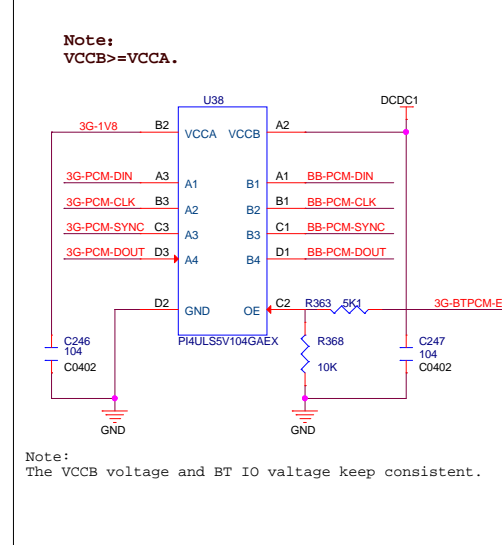 Note:
VCCB>=VCCA.
U38
DCDC1
3G-1V8 B2 VCCA VCCB A2
3G-PCM-DIN A3 A1 B1 A1 BB-PCM-DIN
3G-PCM-CLK B3 A2 B2 B1 BB-PCM-CLK
3G-PCM-SYNC C3 A3 B3 C1 BB-PCM-SYNC
3G-PCM-DOUT D3 A4 B4 D1 BB-PCM-DOUT
D2 GND OE C2 R363 5K1 3G-BTPCM-E
PI4ULS5V104GAEX
C246
104
C0402
R368
10K
C247
104
C0402
GND
GND
Note:
The VCCB voltage and BT IO valtage keep consistent.